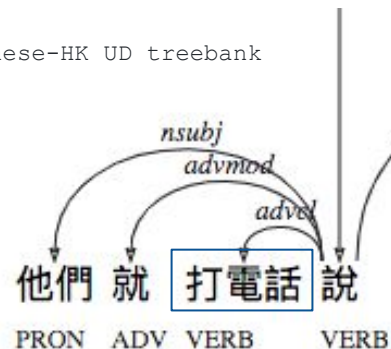 ese-HK UD treebank
nsubj
advmod
advcl
他們 就 打電話 說
PRON ADV VERB VERB